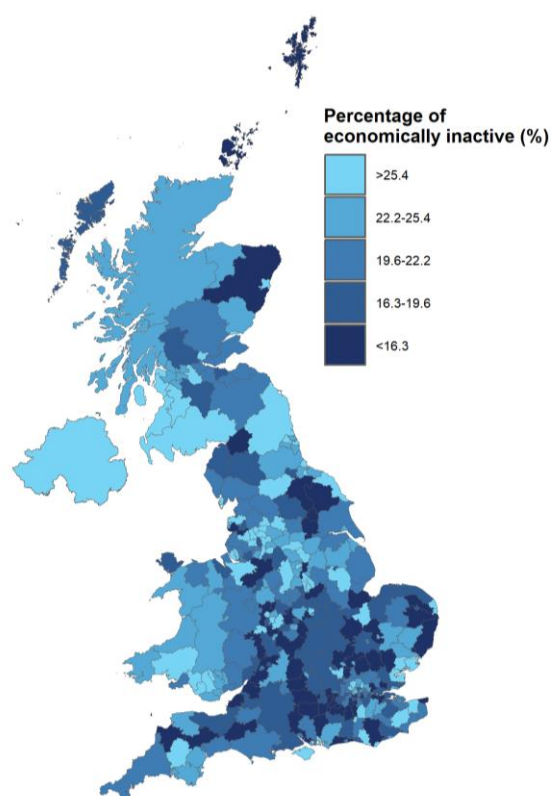 Percentage of
economically inactive (%)
>25.4
22.2-25.4
19.6-22.2
16.3-19.6
<16.3